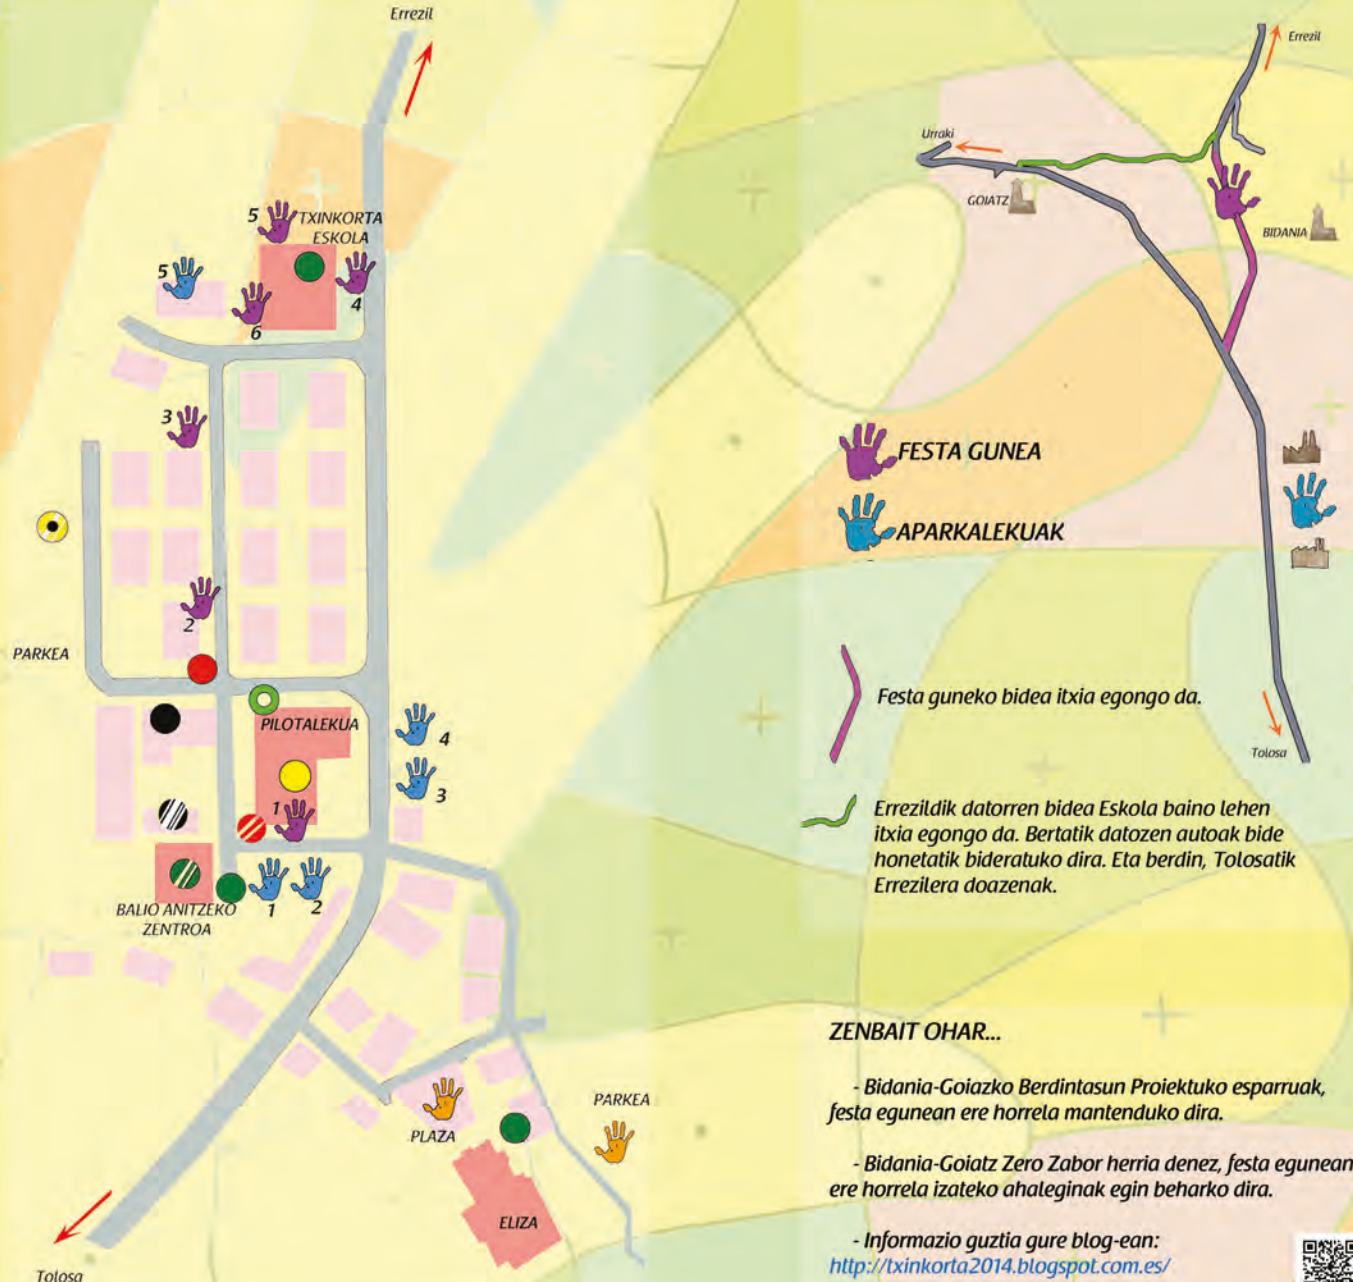 Errezil
5 TXINKORTA
ESKOLA
5
4
6
3
2
PARKEA
PILOTALEKUA
4
3
1
BALIO ANITZEKO
ZENTROA
1
2
PLAZA
PARKEA
ELIZA
Tolosa
Errezil
Urraki
GOIATZ
BIDANIA
FESTA GUNEA
APARKALEKUAK
Tolosa
Festa guneko bidea itxia egongo da.
Errezildik datorren bidea Eskola baino lehen
itxia egongo da. Bertatik datozen autoak bide
honetatik bideratuko dira. Eta berdin, Tolosatik
Errezilera doazenak.
ZENBAIT OHAR...
- Bidania-Goiazko Berdintasun Proiektuko esparruak,
festa egunean ere horrela mantenduko dira.
- Bidania-Goiatz Zero Zabor herria denez, festa egunean
ere horrela izateko ahaleginak egin beharko dira.
- Informazio guztia gure blog-ean:
http://txinkorta2014.blogspot.com.es/